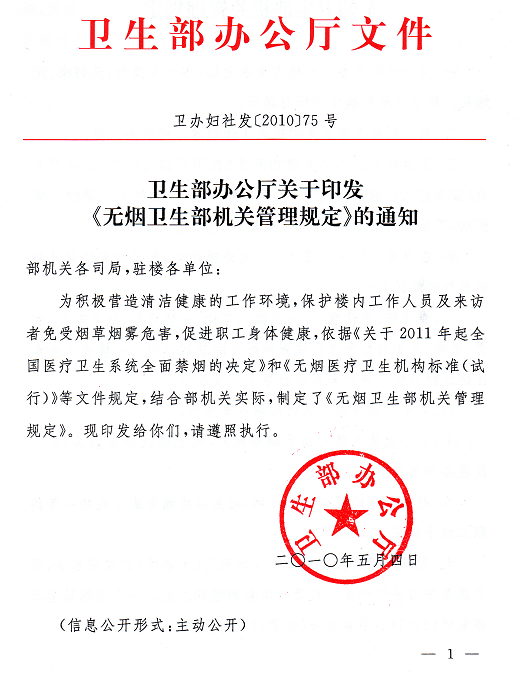 卫生部办公厅文件
卫办妇社发〔2010〕75 号
卫生部办公厅关于印发
《无烟卫生部机关管理规定》的通知
部机关各司局,驻楼各单位:
为积极营造清洁健康的工作环境,保护楼内工作人员及来访
者免受烟草烟雾危害,促进职工身体健康,依据《关于 2011 年起全
国医疗卫生系统全面禁烟的决定》和《无烟医疗卫生机构标准(试
行)》等文件规定,结合部机关实际,制定了《无烟卫生部机关管理
规定》。现印发给你们,请遵照执行。
卫生部办公厅
二〇一〇年五月四日
(信息公开形式:主动公开)
— 1 —